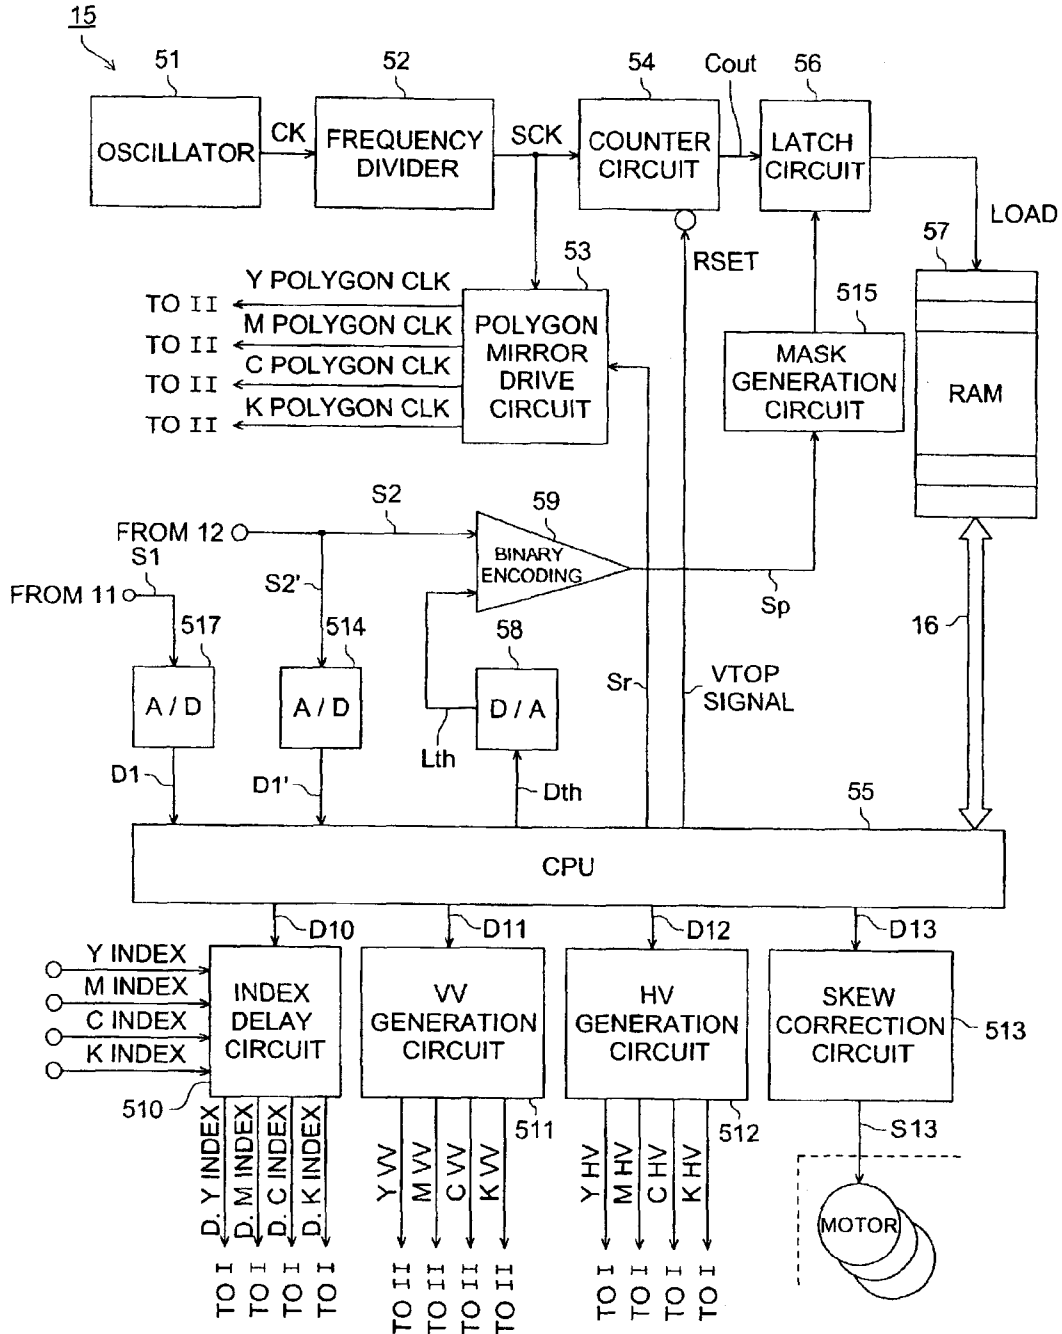 15
51
52
54
Cout
56
OSCILLATOR
CK
FREQUENCY
DIVIDER
SCK
COUNTER
CIRCUIT
LATCH
CIRCUIT
LOAD
57
RSET
53
515
Y POLYGON CLK
TO II
M POLYGON CLK
TO II
C POLYGON CLK
TO II
K POLYGON CLK
TO II
POLYGON
MIRROR
DRIVE
CIRCUIT
MASK
GENERATION
CIRCUIT
RAM
S2
59
FROM 12
S1
FROM 11
S2'
BINARY
ENCODING
Sp
16
517
514
58
A / D
A / D
D / A
Sr
VTOP
SIGNAL
Lth
D1
D1'
Dth
55
CPU
D10
D11
D12
D13
Y INDEX
M INDEX
C INDEX
K INDEX
INDEX
DELAY
CIRCUIT
VV
GENERATION
CIRCUIT
HV
GENERATION
CIRCUIT
SKEW
CORRECTION
CIRCUIT
513
510
511
512
S13
D. Y INDEX
D. M INDEX
D. C INDEX
D. K INDEX
Y VV
M VV
C VV
K VV
Y HV
M HV
C HV
K HV
MOTOR
TO I
TO I
TO I
TO I
TO II
TO II
TO II
TO II
TO I
TO I
TO I
TO I